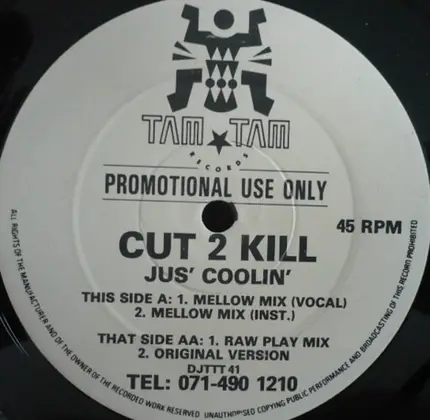 TAM ★ TAM
RECORDS
PROMOTIONAL USE ONLY
45 RPM
CUT 2 KILL
JUS' COOLIN'
THIS SIDE A: 1. MELLOW MIX (VOCAL)
2. MELLOW MIX (INST.)
THAT SIDE AA: 1. RAW PLAY MIX
2. ORIGINAL VERSION
DJTTT 41
TEL: 071-490 1210
ALL RIGHTS OF THE MANUFACTURER AND OF THE OWNER OF THE RECORDED WORK RESERVED UNAUTHORISED COPYING PUBLIC PERFORMANCE AND BROADCASTING OF THIS RECORD PROHIBITED